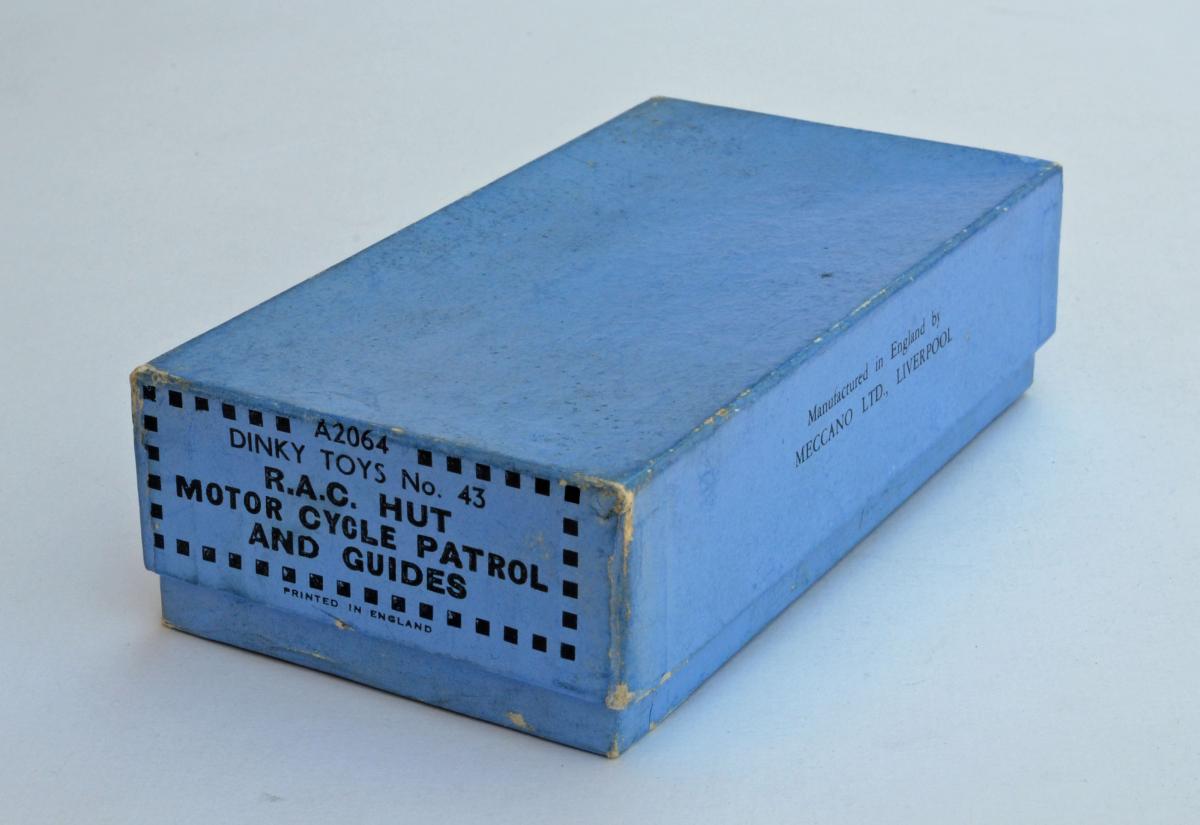 A2064
DINKY TOYS No. 43
R.A.C. HUT
MOTOR CYCLE PATROL
AND GUIDES
PRINTED IN ENGLAND
Manufactured in England by
MECCANO LTD., LIVERPOOL